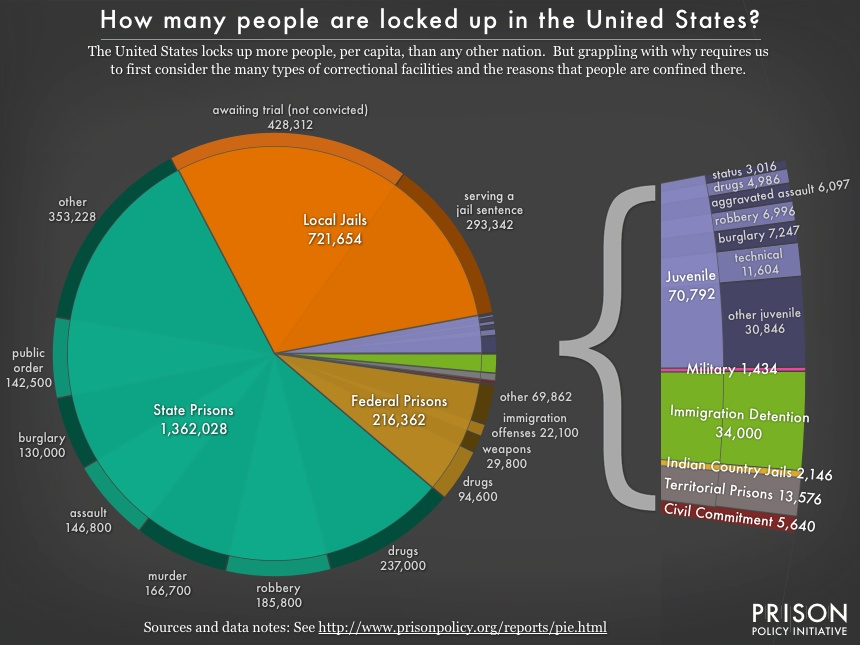 How many people are locked up in the United States?
The United States locks up more people, per capita, than any other nation.  But grappling with why requires us
to first consider the many types of correctional facilities and the reasons that people are confined there.
awaiting trial (not convicted)
428,312
serving a
jail sentence
293,342
Local Jails
721,654
other
353,228
public
order
142,500
burglary
130,000
assault
146,800
murder
166,700
robbery
185,800
drugs
237,000
State Prisons
1,362,028
Federal Prisons
216,362
other 69,862
immigration
offenses 22,100
weapons
29,800
drugs
94,600
status 3,016
drugs 4,986
aggravated assault 6,097
robbery 6,996
burglary 7,247
technical
11,604
other juvenile
30,846
Juvenile
70,792
Military 1,434
Immigration Detention
34,000
Indian Country Jails 2,146
Territorial Prisons 13,576
Civil Commitment 5,640
Sources and data notes: See http://www.prisonpolicy.org/reports/pie.html
PRISON
POLICY INITIATIVE